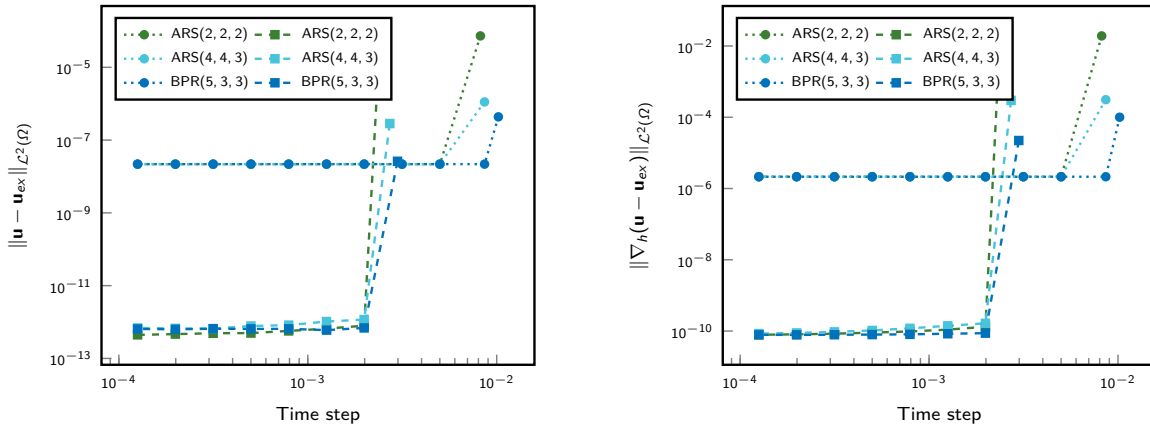 ARS(2, 2, 2) ARS(2, 2, 2)
ARS(4, 4, 3) ARS(4, 4, 3)
BPR(5, 3, 3) BPR(5, 3, 3)
10⁻⁵
10⁻⁷
10⁻⁹
10⁻¹¹
10⁻¹³
10⁻⁴ 10⁻³ 10⁻²
Time step
‖u − u_ex‖_ℒ²(Ω)
ARS(2, 2, 2) ARS(2, 2, 2)
ARS(4, 4, 3) ARS(4, 4, 3)
BPR(5, 3, 3) BPR(5, 3, 3)
10⁻²
10⁻⁴
10⁻⁶
10⁻⁸
10⁻¹⁰
10⁻⁴ 10⁻³ 10⁻²
Time step
‖∇_h(u − u_ex)‖_ℒ²(Ω)